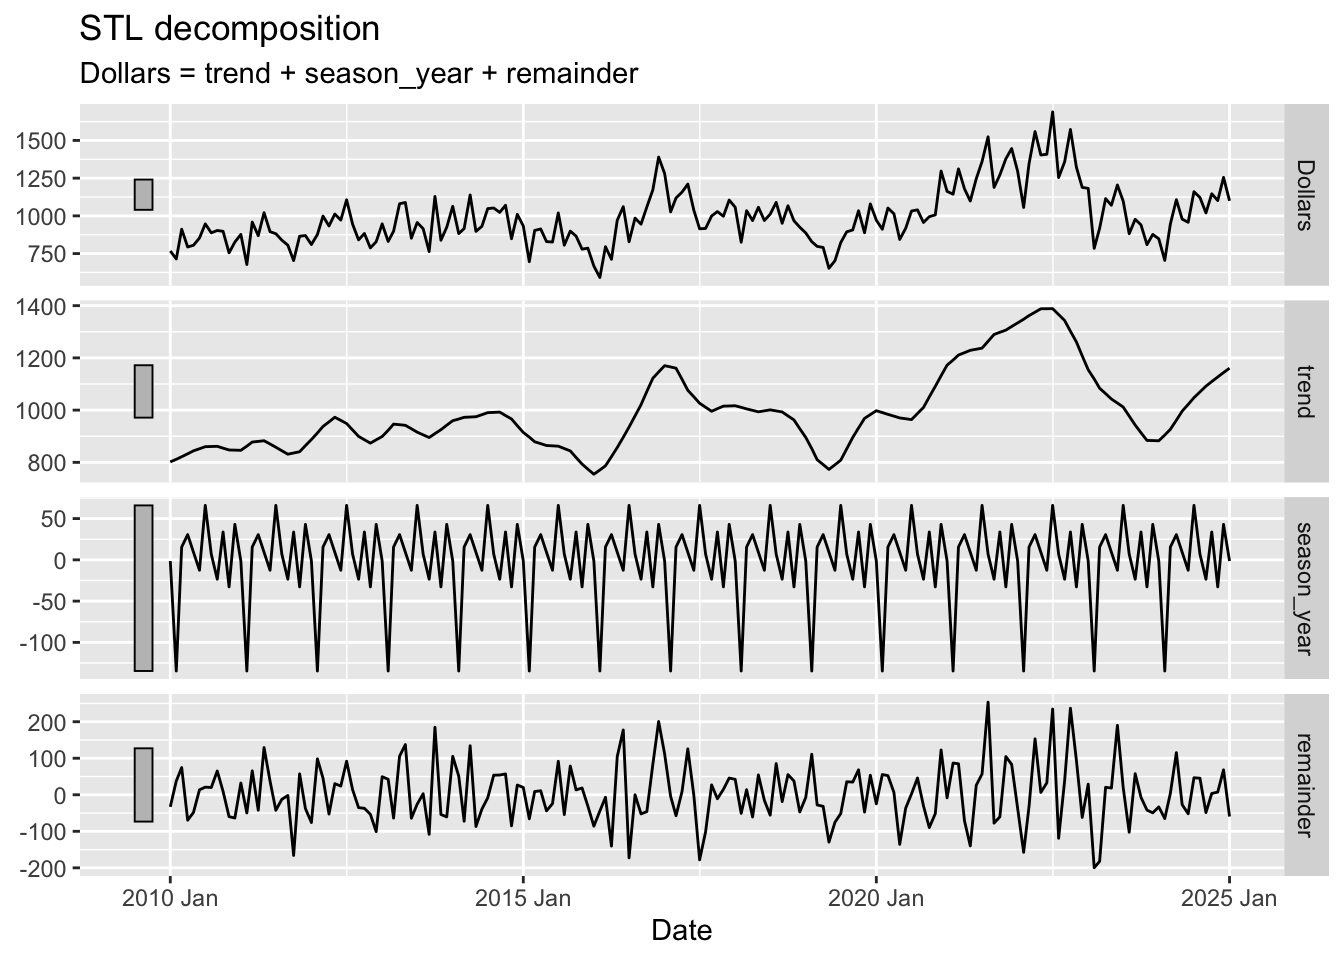 STL decomposition
Dollars = trend + season_year + remainder
1500
1250
1000
750
Dollars
1400
1200
1000
800
trend
50
0
-50
-100
season_year
200
100
0
-100
-200
remainder
2010 Jan
2015 Jan
2020 Jan
2025 Jan
Date